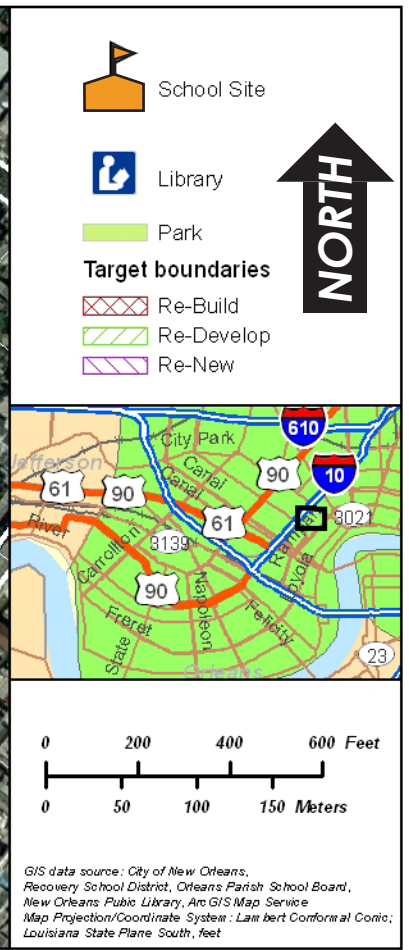 School Site
Library
Park
NORTH
Target boundaries
Re-Build
Re-Develop
Re-New
610
City Park
Jefferson
Canal
Canal
90
10
61
90
61
River
3139
3021
Carrollton
90
Napoleon
Freret
State
Felicity
Orleans
23
0 200 400 600 Feet
0 50 100 150 Meters
GIS data source: City of New Orleans,
Recovery School District, Orleans Parish School Board,
New Orleans Pubic Library, ArcGIS Map Service
Map Projection/Coordinate System: Lambert Conformal Conic;
Louisiana State Plane South, feet